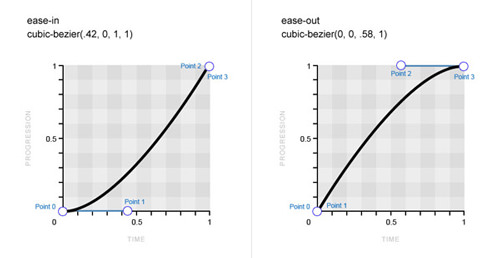 ease-in
cubic-bezier(.42, 0, 1, 1)
1
Point 2
Point 3
0.5
PROGRESSION
Point 0
Point 1
0
0.5
1
TIME
ease-out
cubic-bezier(0, 0, .58, 1)
1
Point 2
Point 3
0.5
PROGRESSION
Point 0
Point 1
0
0.5
1
TIME